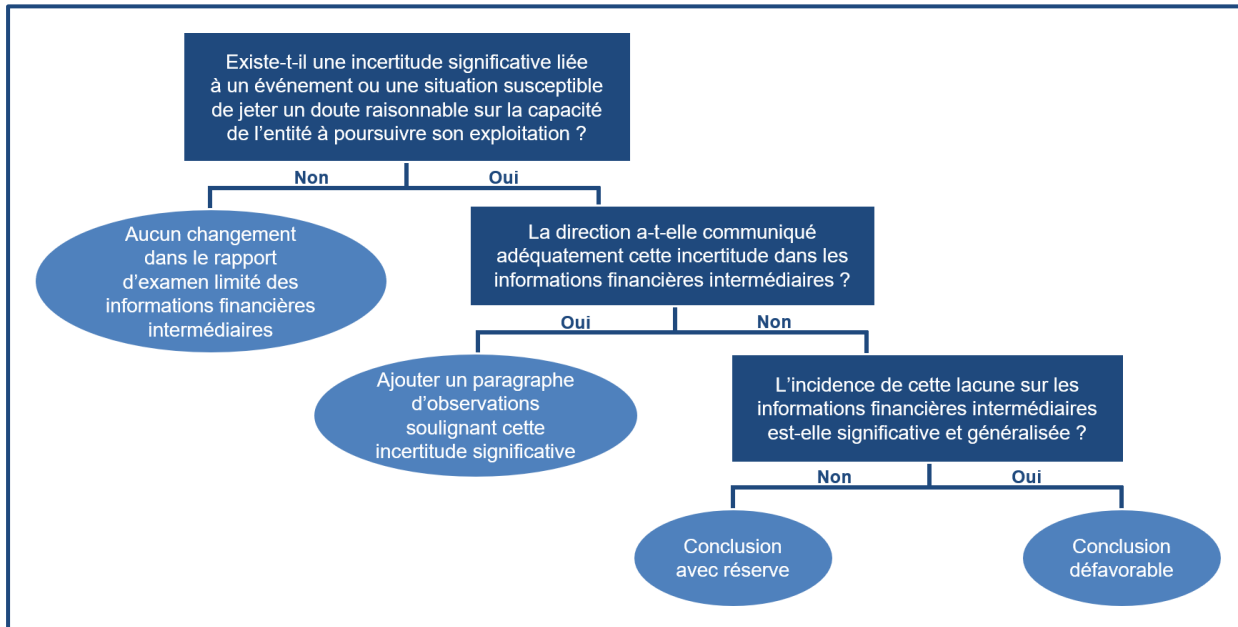 Existe-t-il une incertitude significative liée
à un événement ou une situation susceptible
de jeter un doute raisonnable sur la capacité
de l’entité à poursuivre son exploitation ?
Non
Oui
Aucun changement
dans le rapport
d’examen limité des
informations financières
intermédiaires
La direction a-t-elle communiqué
adéquatement cette incertitude dans les
informations financières intermédiaires ?
Oui
Non
Ajouter un paragraphe
d’observations
soulignant cette
incertitude significative
L’incidence de cette lacune sur les
informations financières intermédiaires
est-elle significative et généralisée ?
Non
Oui
Conclusion
avec réserve
Conclusion
défavorable